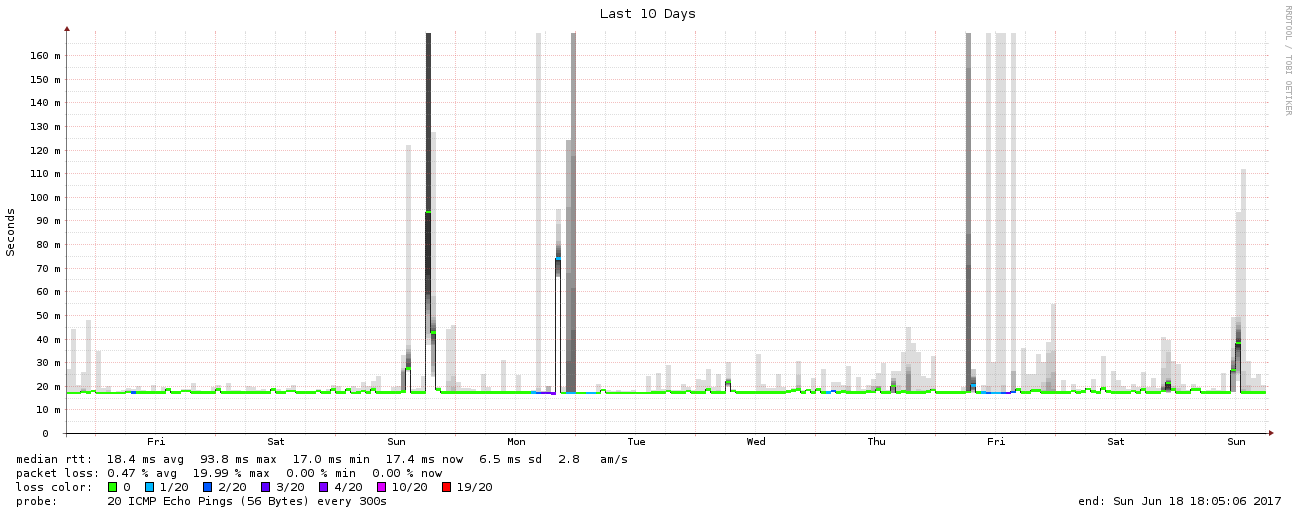 Last 10 Days
RRDTOOL / TOBI OETIKER
Seconds
160 m
150 m
140 m
130 m
120 m
110 m
100 m
90 m
80 m
70 m
60 m
50 m
40 m
30 m
20 m
10 m
0
Fri Sat Sun Mon Tue Wed Thu Fri Sat Sun
median rtt: 18.4 ms avg 93.8 ms max 17.0 ms min 17.4 ms now 6.5 ms sd 2.8 am/s
packet loss: 0.47 % avg 19.99 % max 0.00 % min 0.00 % now
loss color: 0 1/20 2/20 3/20 4/20 10/20 19/20
probe: 20 ICMP Echo Pings (56 Bytes) every 300s end: Sun Jun 18 18:05:06 2017